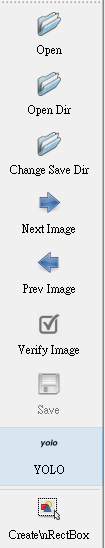 Open
Open Dir
Change Save Dir
Next Image
Prev Image
Verify Image
Save
yolo
YOLO
Create\nRectBox